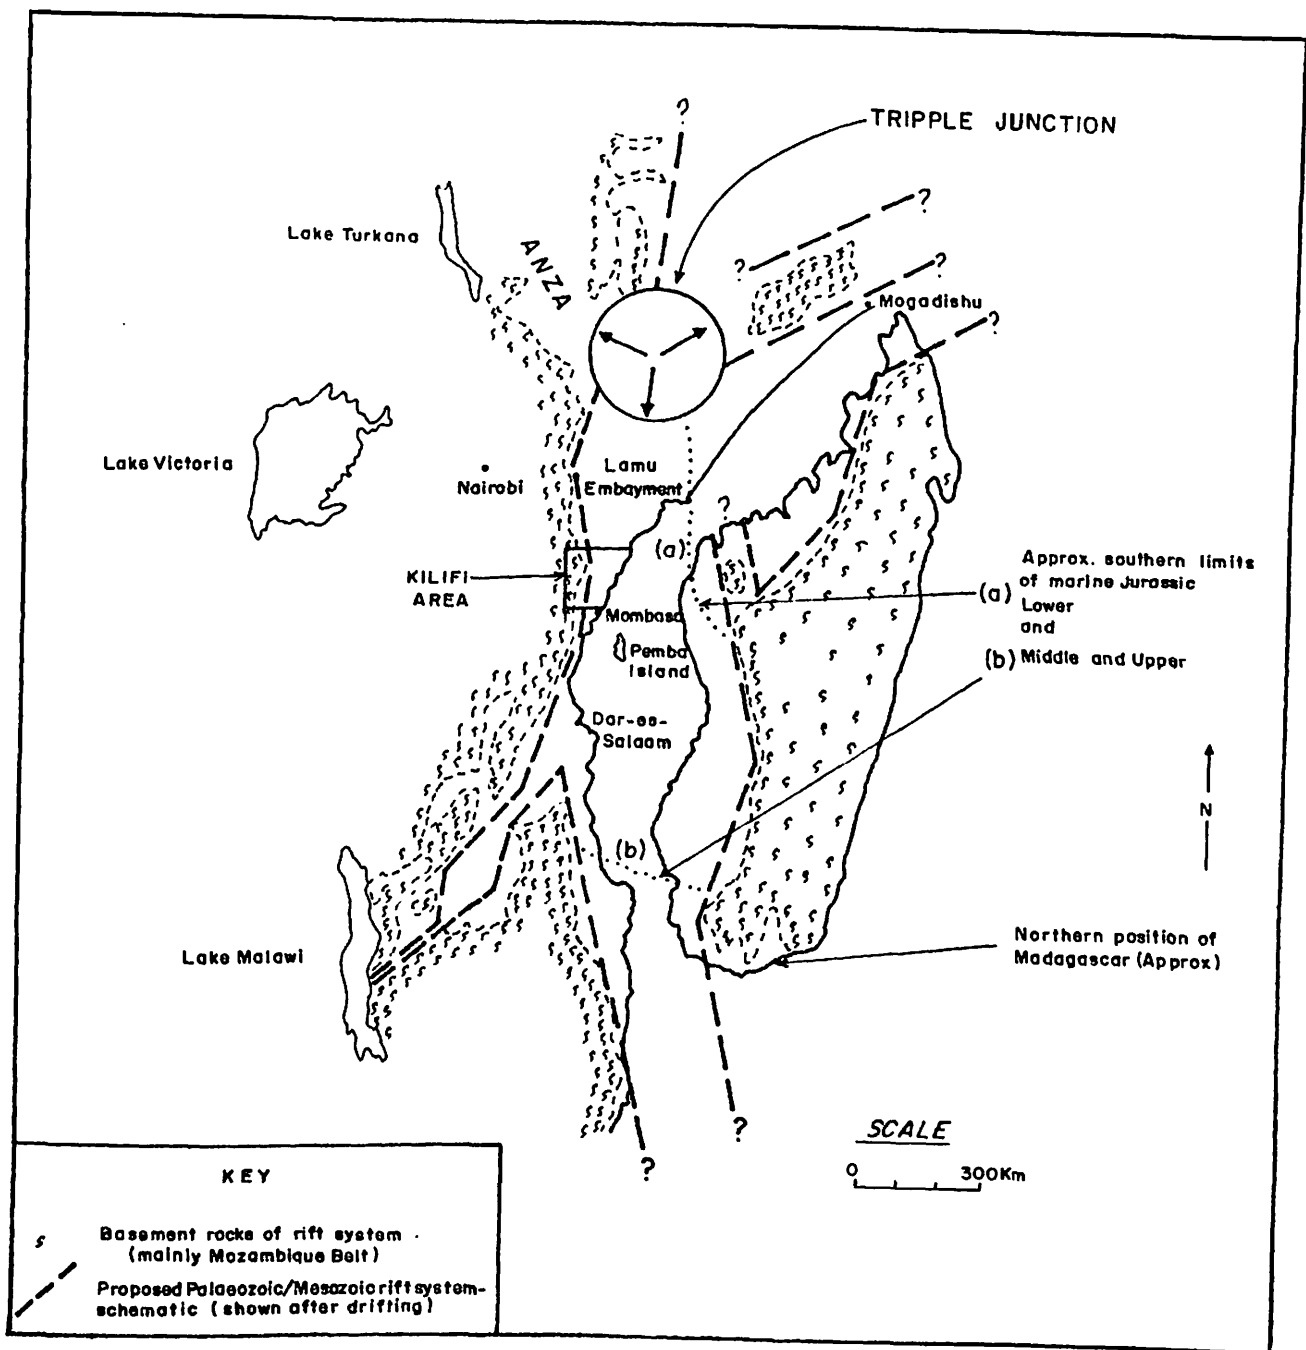 ?
TRIPPLE JUNCTION
Lake Turkana
ANZA
?
?
?
Mogadishu
?
Lake Victoria
Nairobi
Lamu
Embayment
?
(a)
KILIFI
AREA
Approx. southern limits
of marine Jurassic
(a) Lower
and
(b) Middle and Upper
Mombasa
Pemba
Island
Dar-es-
Salaam
N
(b)
Lake Malawi
Northern position of
Madagascar (Approx)
?
?
SCALE
0 300Km
KEY
s Basement rocks of rift system
(mainly Mozambique Belt)
Proposed Palaeozoic/Mesozoic rift system-
schematic (shown after drifting)